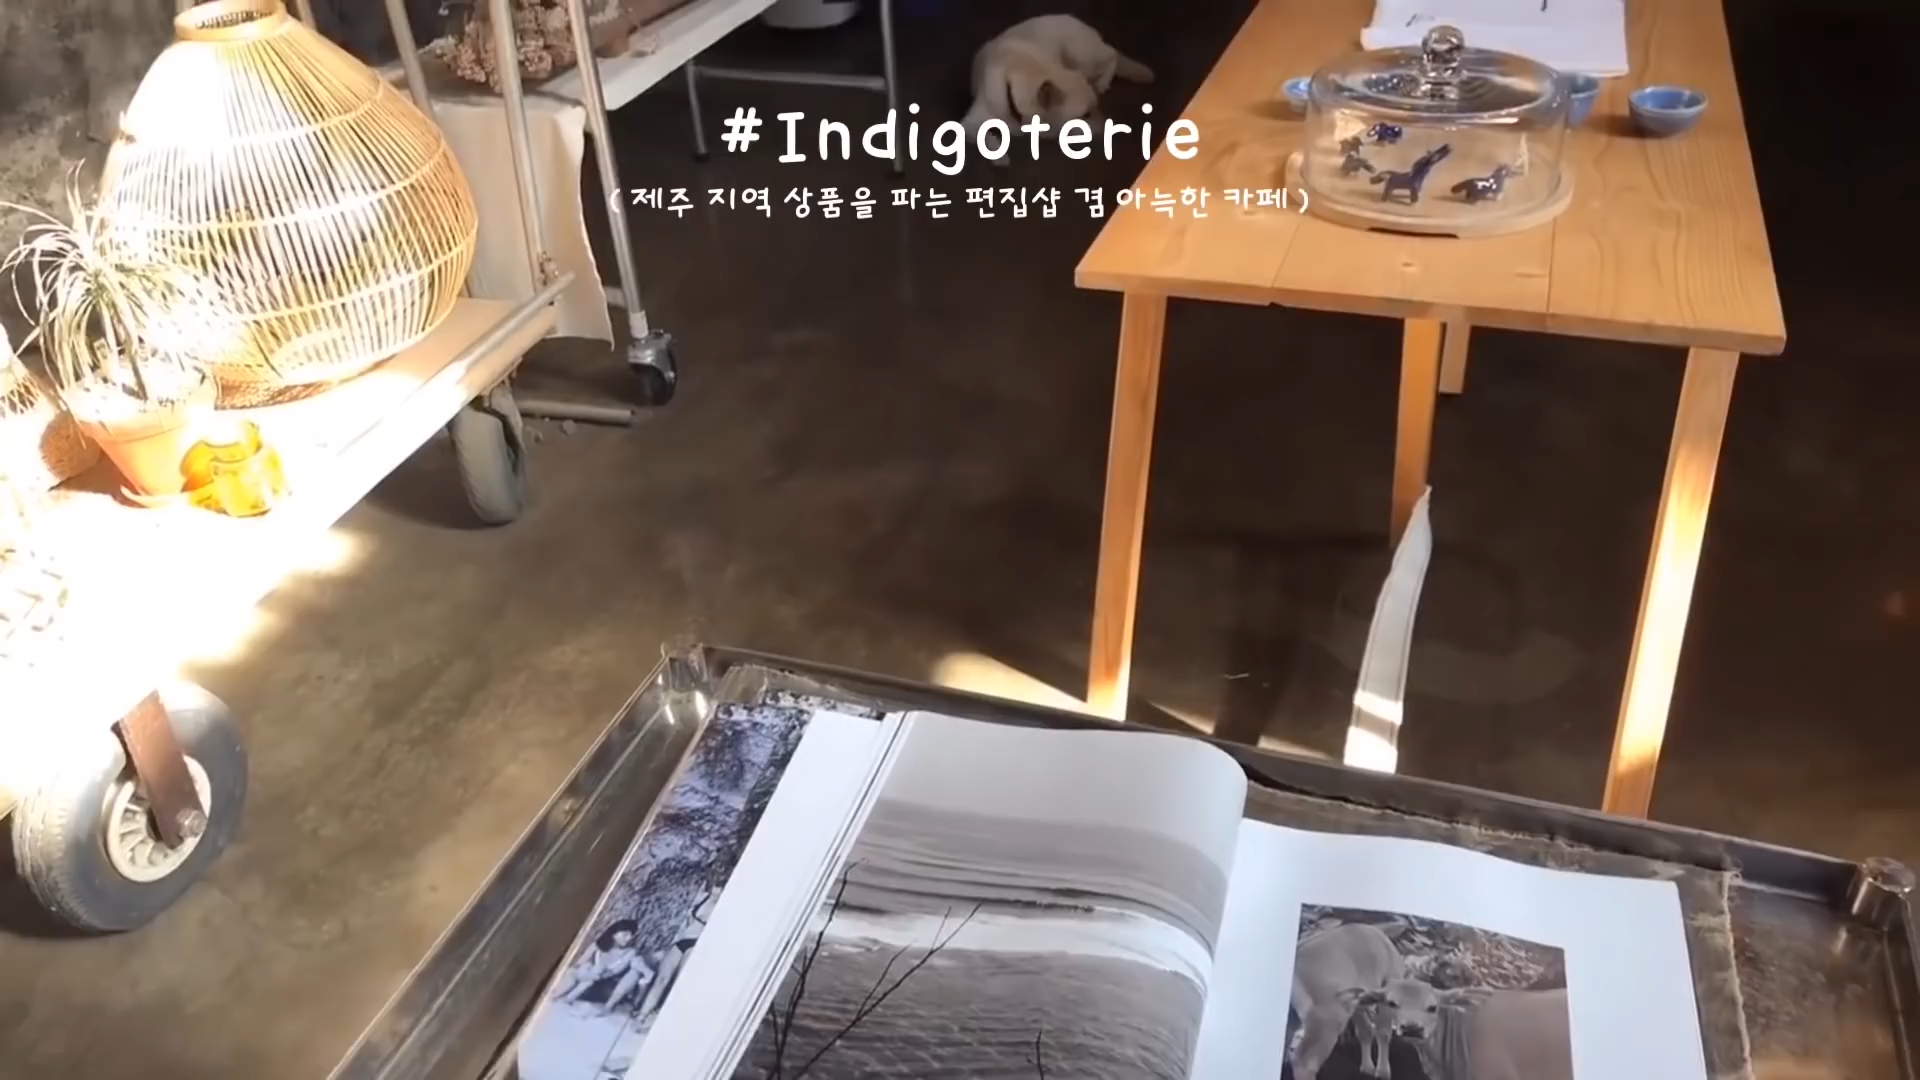 #Indigoterie
( 제주 지역 상품을 파는 편집샵 겸 아늑한 카페 )